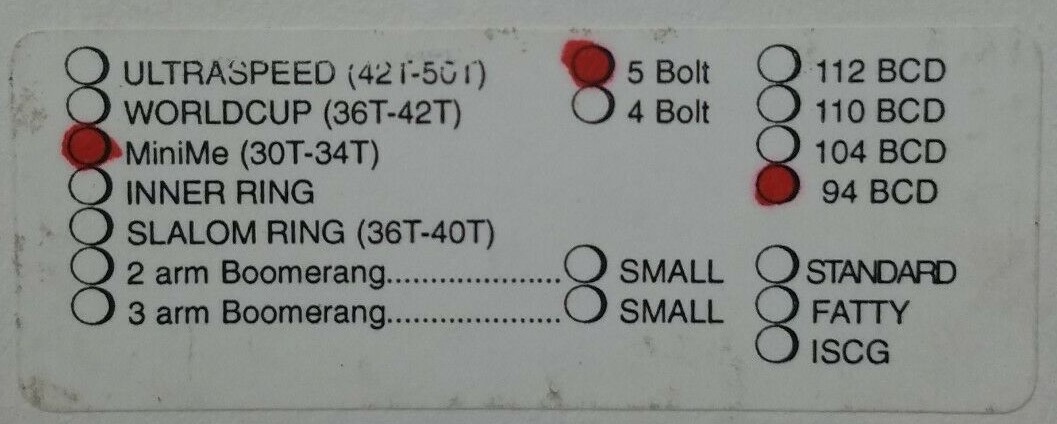 ULTRASPEED (42T-50T) 5 Bolt 112 BCD
WORLDCUP (36T-42T) 4 Bolt 110 BCD
MiniMe (30T-34T) 104 BCD
INNER RING 94 BCD
SLALOM RING (36T-40T)
2 arm Boomerang.................... SMALL STANDARD
3 arm Boomerang.................... SMALL FATTY
ISCG